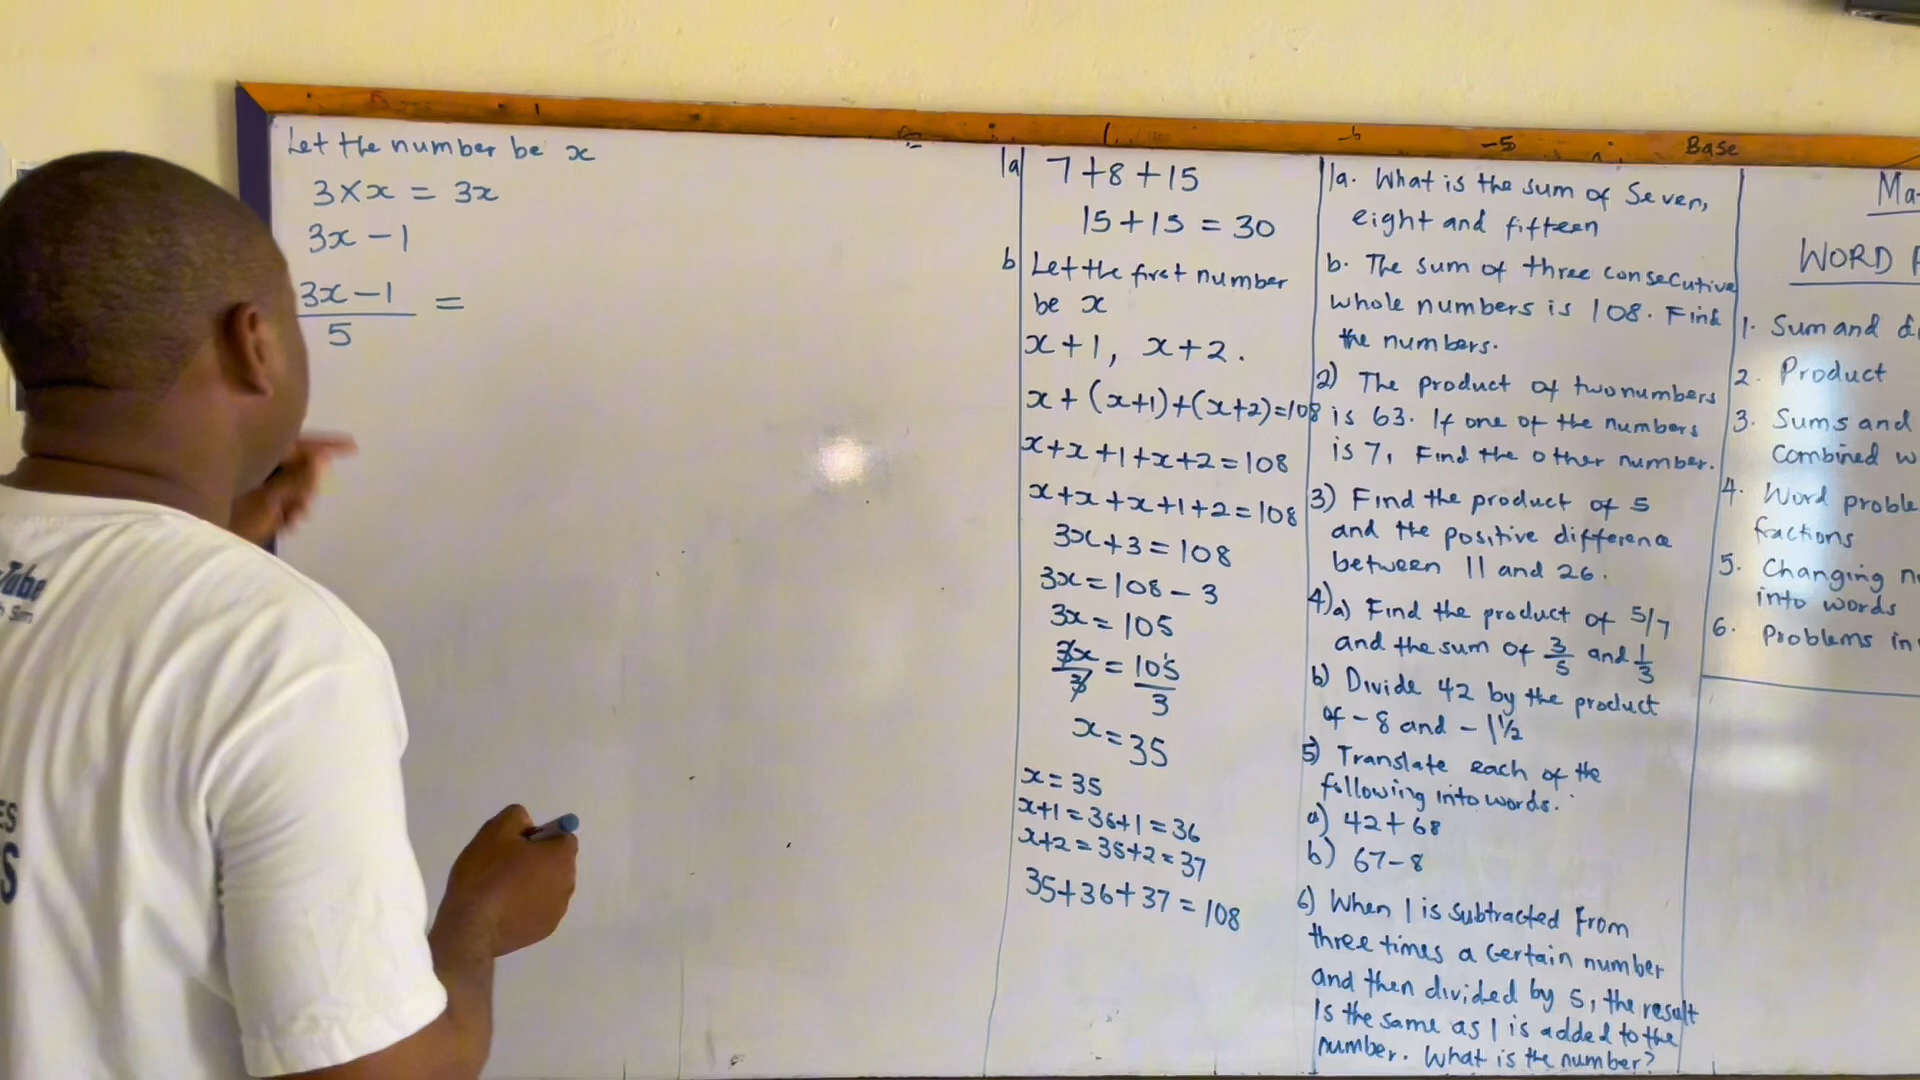 Let the number be x
3 × x = 3x
3x - 1
3x - 1 =
5
1a 7 + 8 + 15
15 + 15 = 30
b Let the first number
be x
x + 1, x + 2.
x + (x+1)+(x+2)=108
x+x+1+x+2=108
x+x+x+1+2=108
3x+3=108
3x=108-3
3x=105
3x = 105
3 3
x=35
x=35
x+1=36+1=36
x+2=35+2=37
35+36+37=108
1a. What is the sum of Seven,
eight and fifteen
b. The sum of three consecutive
whole numbers is 108. Find
the numbers.
2) The product of two numbers
is 63. If one of the numbers
is 7, Find the other number.
3) Find the product of 5
and the positive difference
between 11 and 26.
4)a) Find the product of 5/7
and the sum of 3/5 and 1/3
b) Divide 42 by the product
of -8 and -1 1/2
5) Translate each of the
following into words.
a) 42+68
b) 67-8
6) When 1 is subtracted from
three times a certain number
and then divided by 5, the result
is the same as 1 is added to the
number. What is the number?
-6 -5 Base
Ma
WORD P
1. Sum and di
2. Product
3. Sums and
Combined w
4. Word proble
fractions
5. Changing n
into words
6. Problems in
Tube
ES
S